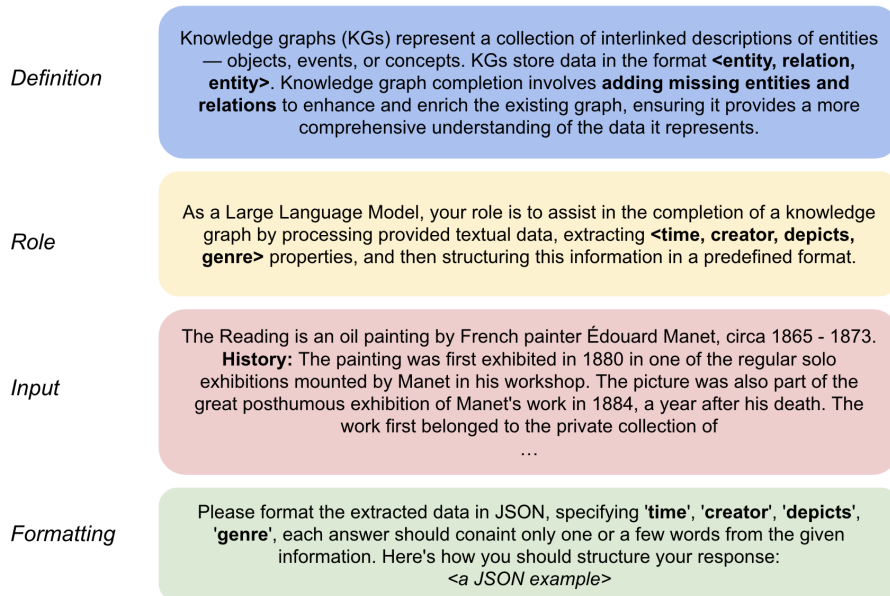 Definition
Knowledge graphs (KGs) represent a collection of interlinked descriptions of entities
— objects, events, or concepts. KGs store data in the format <entity, relation,
entity>. Knowledge graph completion involves adding missing entities and
relations to enhance and enrich the existing graph, ensuring it provides a more
comprehensive understanding of the data it represents.
Role
As a Large Language Model, your role is to assist in the completion of a knowledge
graph by processing provided textual data, extracting <time, creator, depicts,
genre> properties, and then structuring this information in a predefined format.
Input
The Reading is an oil painting by French painter Édouard Manet, circa 1865 - 1873.
History: The painting was first exhibited in 1880 in one of the regular solo
exhibitions mounted by Manet in his workshop. The picture was also part of the
great posthumous exhibition of Manet's work in 1884, a year after his death. The
work first belonged to the private collection of
…
Formatting
Please format the extracted data in JSON, specifying 'time', 'creator', 'depicts',
'genre', each answer should conaint only one or a few words from the given
information. Here's how you should structure your response:
<a JSON example>